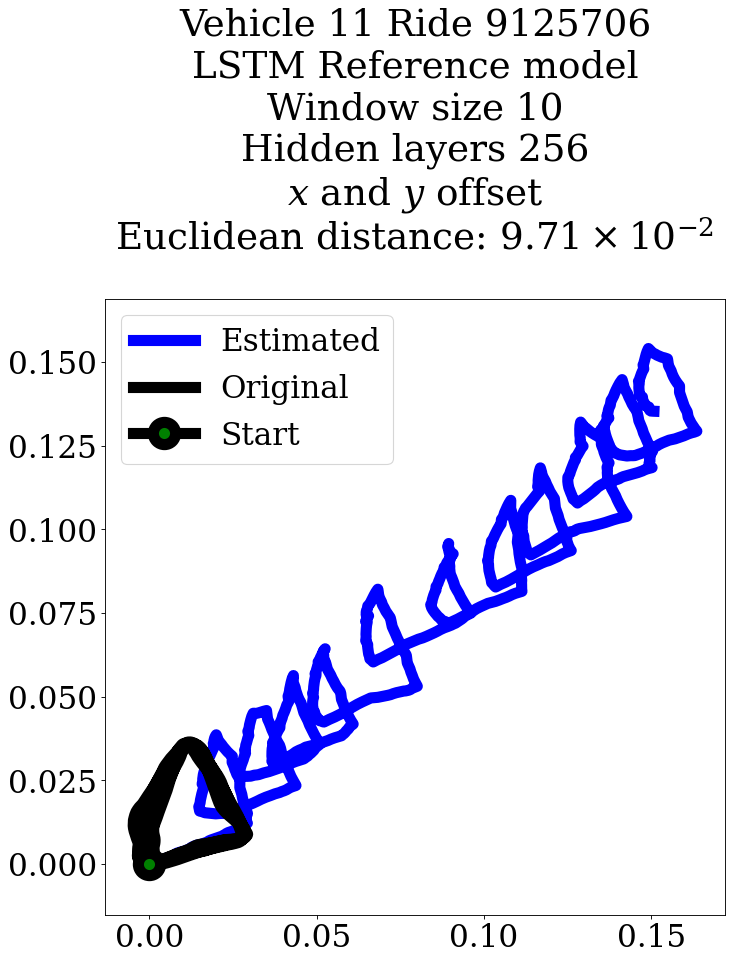 Vehicle 11 Ride 9125706
LSTM Reference model
Window size 10
Hidden layers 256
x and y offset
Euclidean distance: 9.71 × 10⁻²
Estimated
Original
Start
0.150
0.125
0.100
0.075
0.050
0.025
0.000
0.00 0.05 0.10 0.15